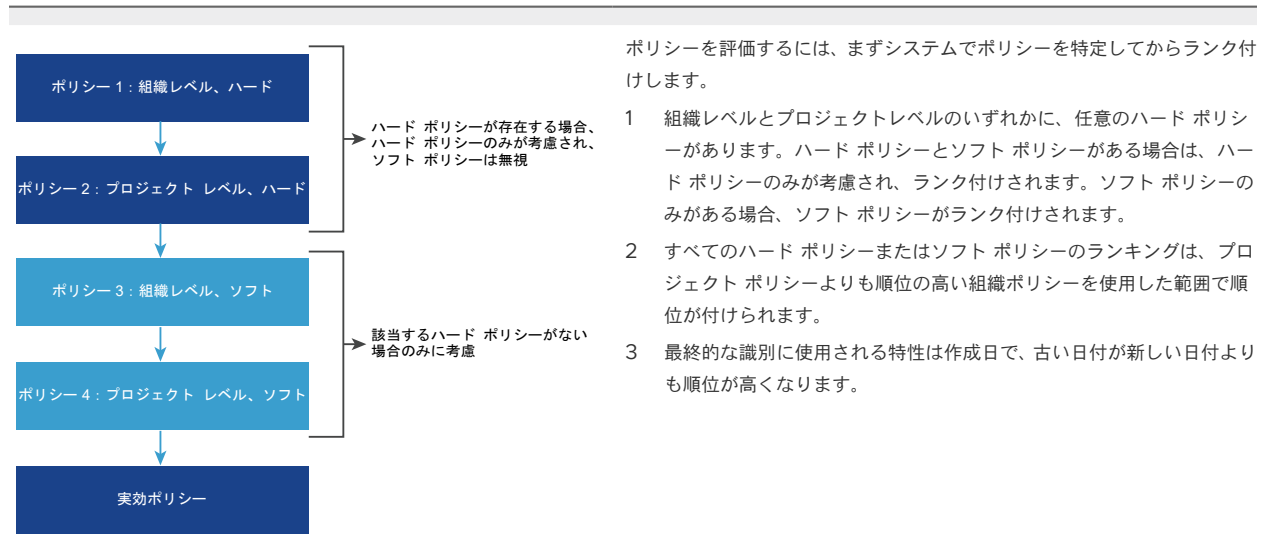 ポリシー 1：組織レベル、ハード
ポリシー 2：プロジェクト レベル、ハード
ポリシー 3：組織レベル、ソフト
ポリシー 4：プロジェクト レベル、ソフト
実効ポリシー
ハード ポリシーが存在する場合、
ハード ポリシーのみが考慮され、
ソフト ポリシーは無視
該当するハード ポリシーがない
場合のみに考慮
ポリシーを評価するには、まずシステムでポリシーを特定してからランク付
けします。
1 組織レベルとプロジェクトレベルのいずれかに、任意のハード ポリシ
ーがあります。ハード ポリシーとソフト ポリシーがある場合は、ハー
ド ポリシーのみが考慮され、ランク付けされます。ソフト ポリシーの
みがある場合、ソフト ポリシーがランク付けされます。
2 すべてのハード ポリシーまたはソフト ポリシーのランキングは、プロ
ジェクト ポリシーよりも順位の高い組織ポリシーを使用した範囲で順
位が付けられます。
3 最終的な識別に使用される特性は作成日で、古い日付が新しい日付より
も順位が高くなります。